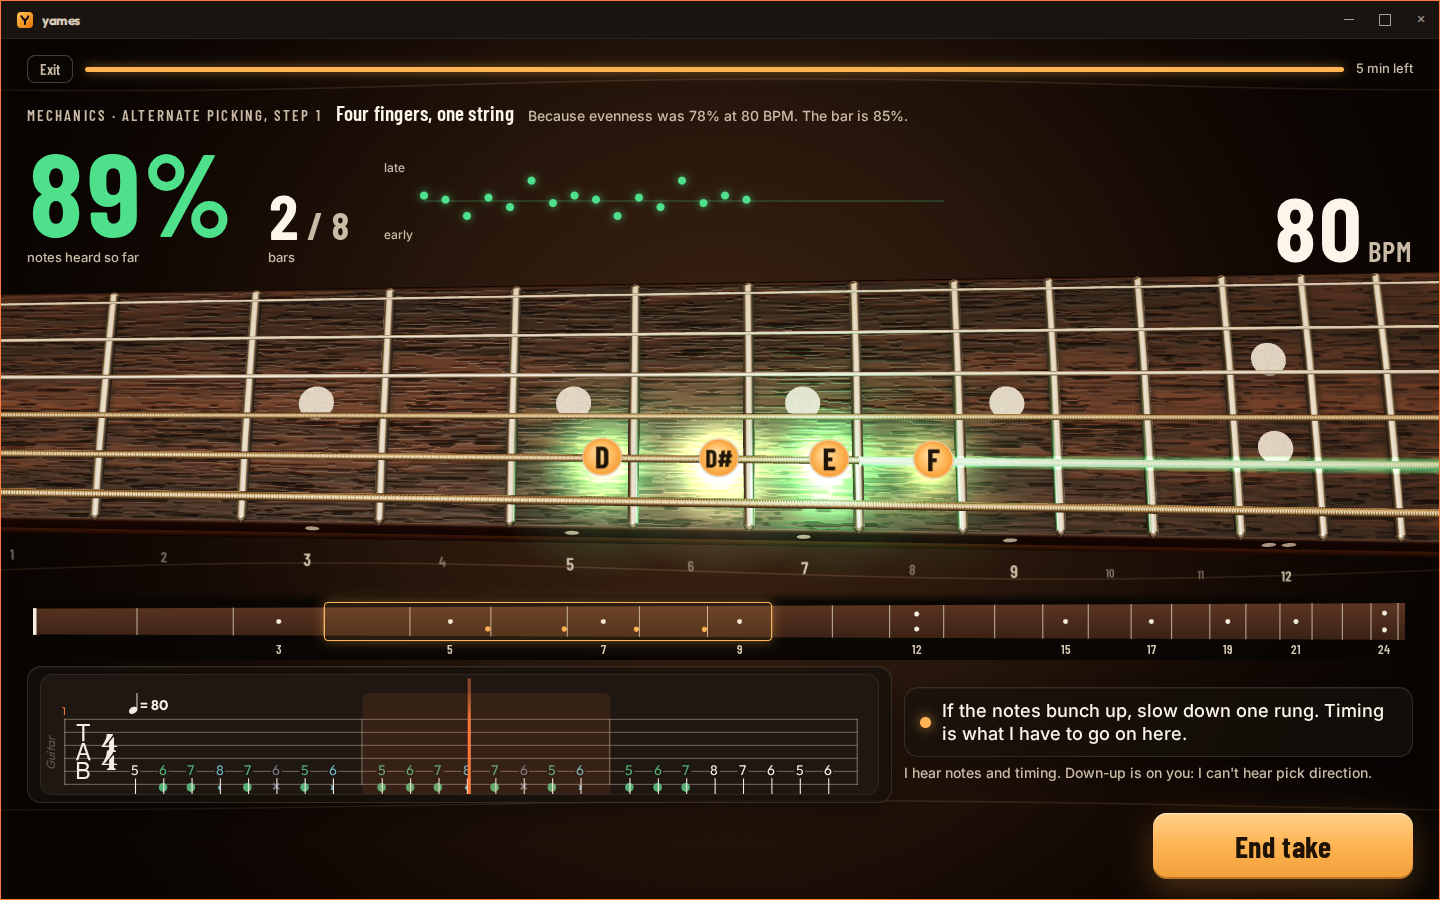 yames
Exit
5 min left
MECHANICS · ALTERNATE PICKING, STEP 1 Four fingers, one string Because evenness was 78% at 80 BPM. The bar is 85%.
89%
notes heard so far
2 / 8
bars
late
early
80 BPM
D D# E F
1 2 3 4 5 6 7 8 9 10 11 12
3 5 7 9 12 15 17 19 21 24
1
= 80
Guitar
TAB
4
4
5 6 7 8 7 6 5 6 5 6 7 8 7 6 5 6 5 6 7 8 7 6 5 6
If the notes bunch up, slow down one rung. Timing
is what I have to go on here.
I hear notes and timing. Down-up is on you: I can't hear pick direction.
End take